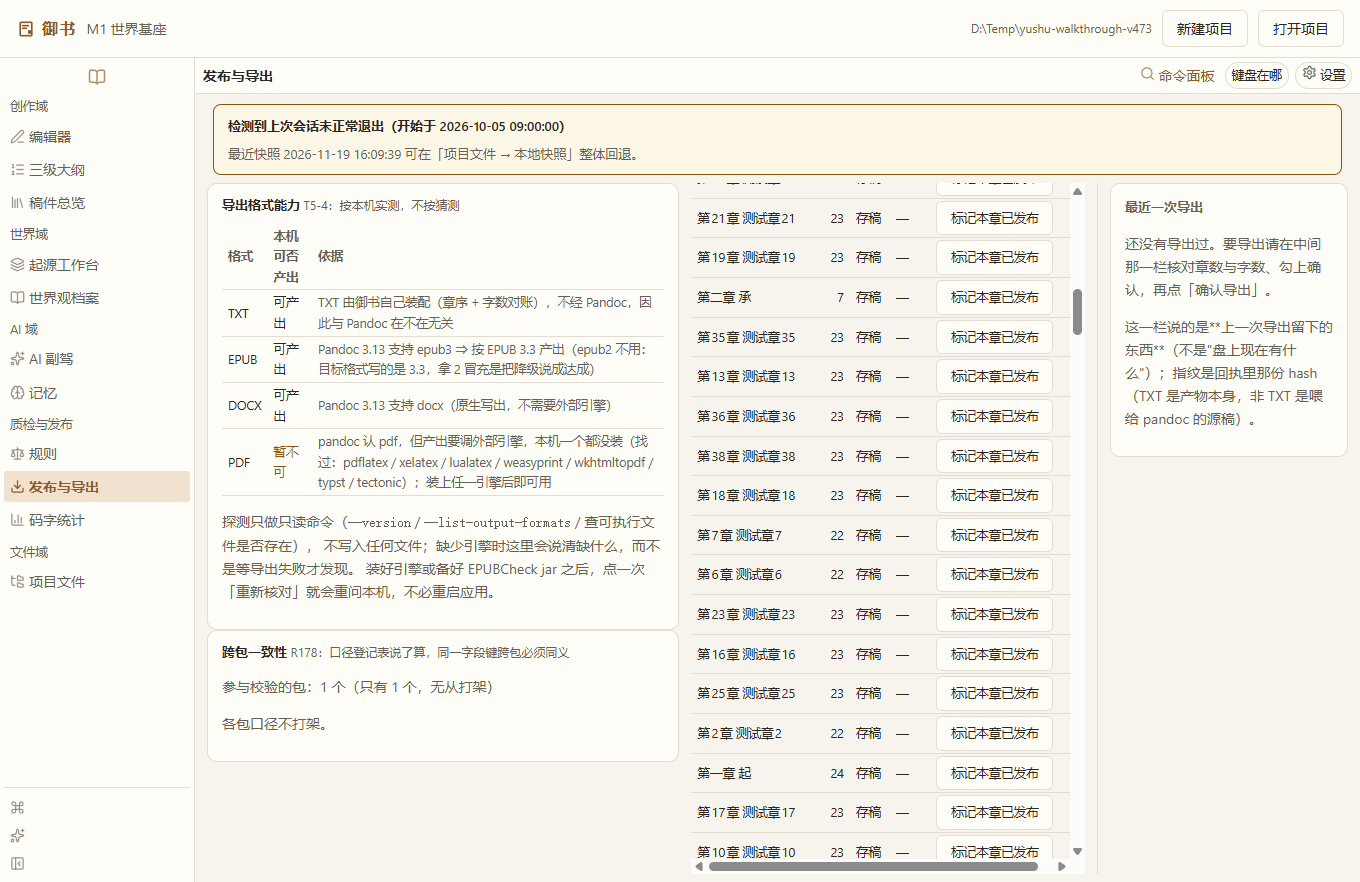 御书 M1 世界基座
D:\Temp\yushu-walkthrough-v473 新建项目 打开项目
发布与导出
命令面板 键盘在哪 设置
创作域
编辑器
三级大纲
稿件总览
世界域
起源工作台
世界观档案
AI 域
AI 副驾
记忆
质检与发布
规则
发布与导出
码字统计
文件域
项目文件
检测到上次会话未正常退出（开始于 2026-10-05 09:00:00）
最近快照 2026-11-19 16:09:39 可在「项目文件 → 本地快照」整体回退。
导出格式能力 T5-4：按本机实测，不按猜测
格式 本机可否产出 依据
TXT 可产出 TXT 由御书自己装配（章序 + 字数对账），不经 Pandoc，因
此与 Pandoc 在不在无关
EPUB 可产出 Pandoc 3.13 支持 epub3 ⇒ 按 EPUB 3.3 产出（epub2 不用：
目标格式写的是 3.3，拿 2 冒充是把降级说成达成）
DOCX 可产出 Pandoc 3.13 支持 docx（原生写出，不需要外部引擎）
PDF 暂不可 pandoc 认 pdf，但产出要调外部引擎，本机一个都没装（找
过：pdflatex / xelatex / lualatex / weasyprint / wkhtmltopdf /
typst / tectonic）；装上任一引擎后即可用
探测只做只读命令（—version / —list-output-formats / 查可执行文
件是否存在），不写入任何文件；缺少引擎时这里会说清缺什么，而不
是等导出失败才发现。 装好引擎或备好 EPUBCheck jar 之后，点一次
「重新核对」就会重问本机，不必重启应用。
跨包一致性 R178：口径登记表说了算，同一字段键跨包必须同义
参与校验的包：1 个（只有 1 个，无从打架）
各包口径不打架。
第21章 测试章21 23 存稿 — 标记本章已发布
第19章 测试章19 23 存稿 — 标记本章已发布
第二章 承 7 存稿 — 标记本章已发布
第35章 测试章35 23 存稿 — 标记本章已发布
第13章 测试章13 23 存稿 — 标记本章已发布
第36章 测试章36 23 存稿 — 标记本章已发布
第38章 测试章38 23 存稿 — 标记本章已发布
第18章 测试章18 23 存稿 — 标记本章已发布
第7章 测试章7 22 存稿 — 标记本章已发布
第6章 测试章6 22 存稿 — 标记本章已发布
第23章 测试章23 23 存稿 — 标记本章已发布
第16章 测试章16 23 存稿 — 标记本章已发布
第25章 测试章25 23 存稿 — 标记本章已发布
第2章 测试章2 22 存稿 — 标记本章已发布
第一章 起 24 存稿 — 标记本章已发布
第17章 测试章17 23 存稿 — 标记本章已发布
第10章 测试章10 23 存稿 — 标记本章已发布
最近一次导出
还没有导出过。要导出请在中间
那一栏核对章数与字数、勾上确
认，再点「确认导出」。
这一栏说的是**上一次导出留下的
东西**（不是"盘上现在有什
么"）；指纹是回执里那份 hash
（TXT 是产物本身，非 TXT 是喂
给 pandoc 的源稿）。